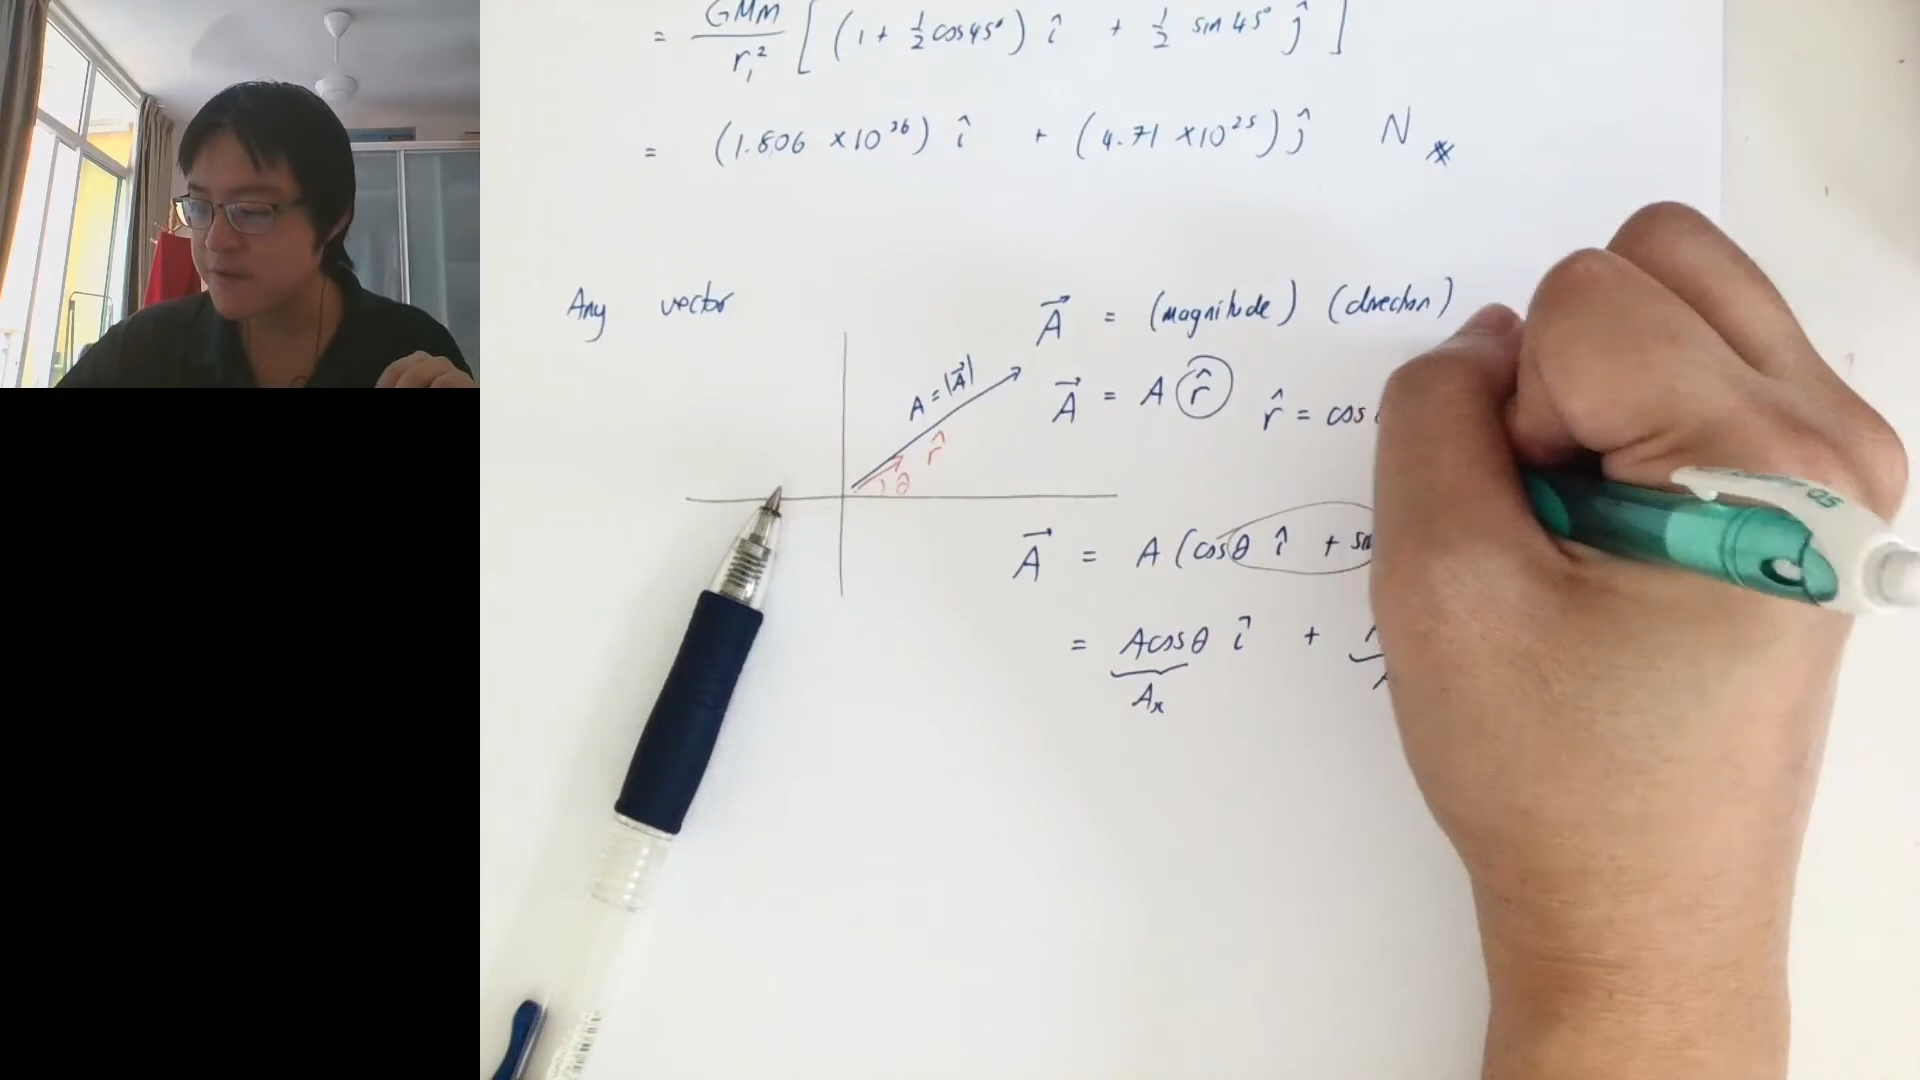 = GMm / r₁² [ (1 + ½ cos45°) î + ½ sin 45° ĵ ]
= (1.806 ×10²⁶) î + (4.71 ×10²⁵) ĵ N
Any vector
A⃗ = (magnitude) (direction)
A = |A⃗|
A⃗ = A r̂ r̂ = cos
r̂
θ
A⃗ = A (cosθ î + sin
= Acosθ î +
Aₓ